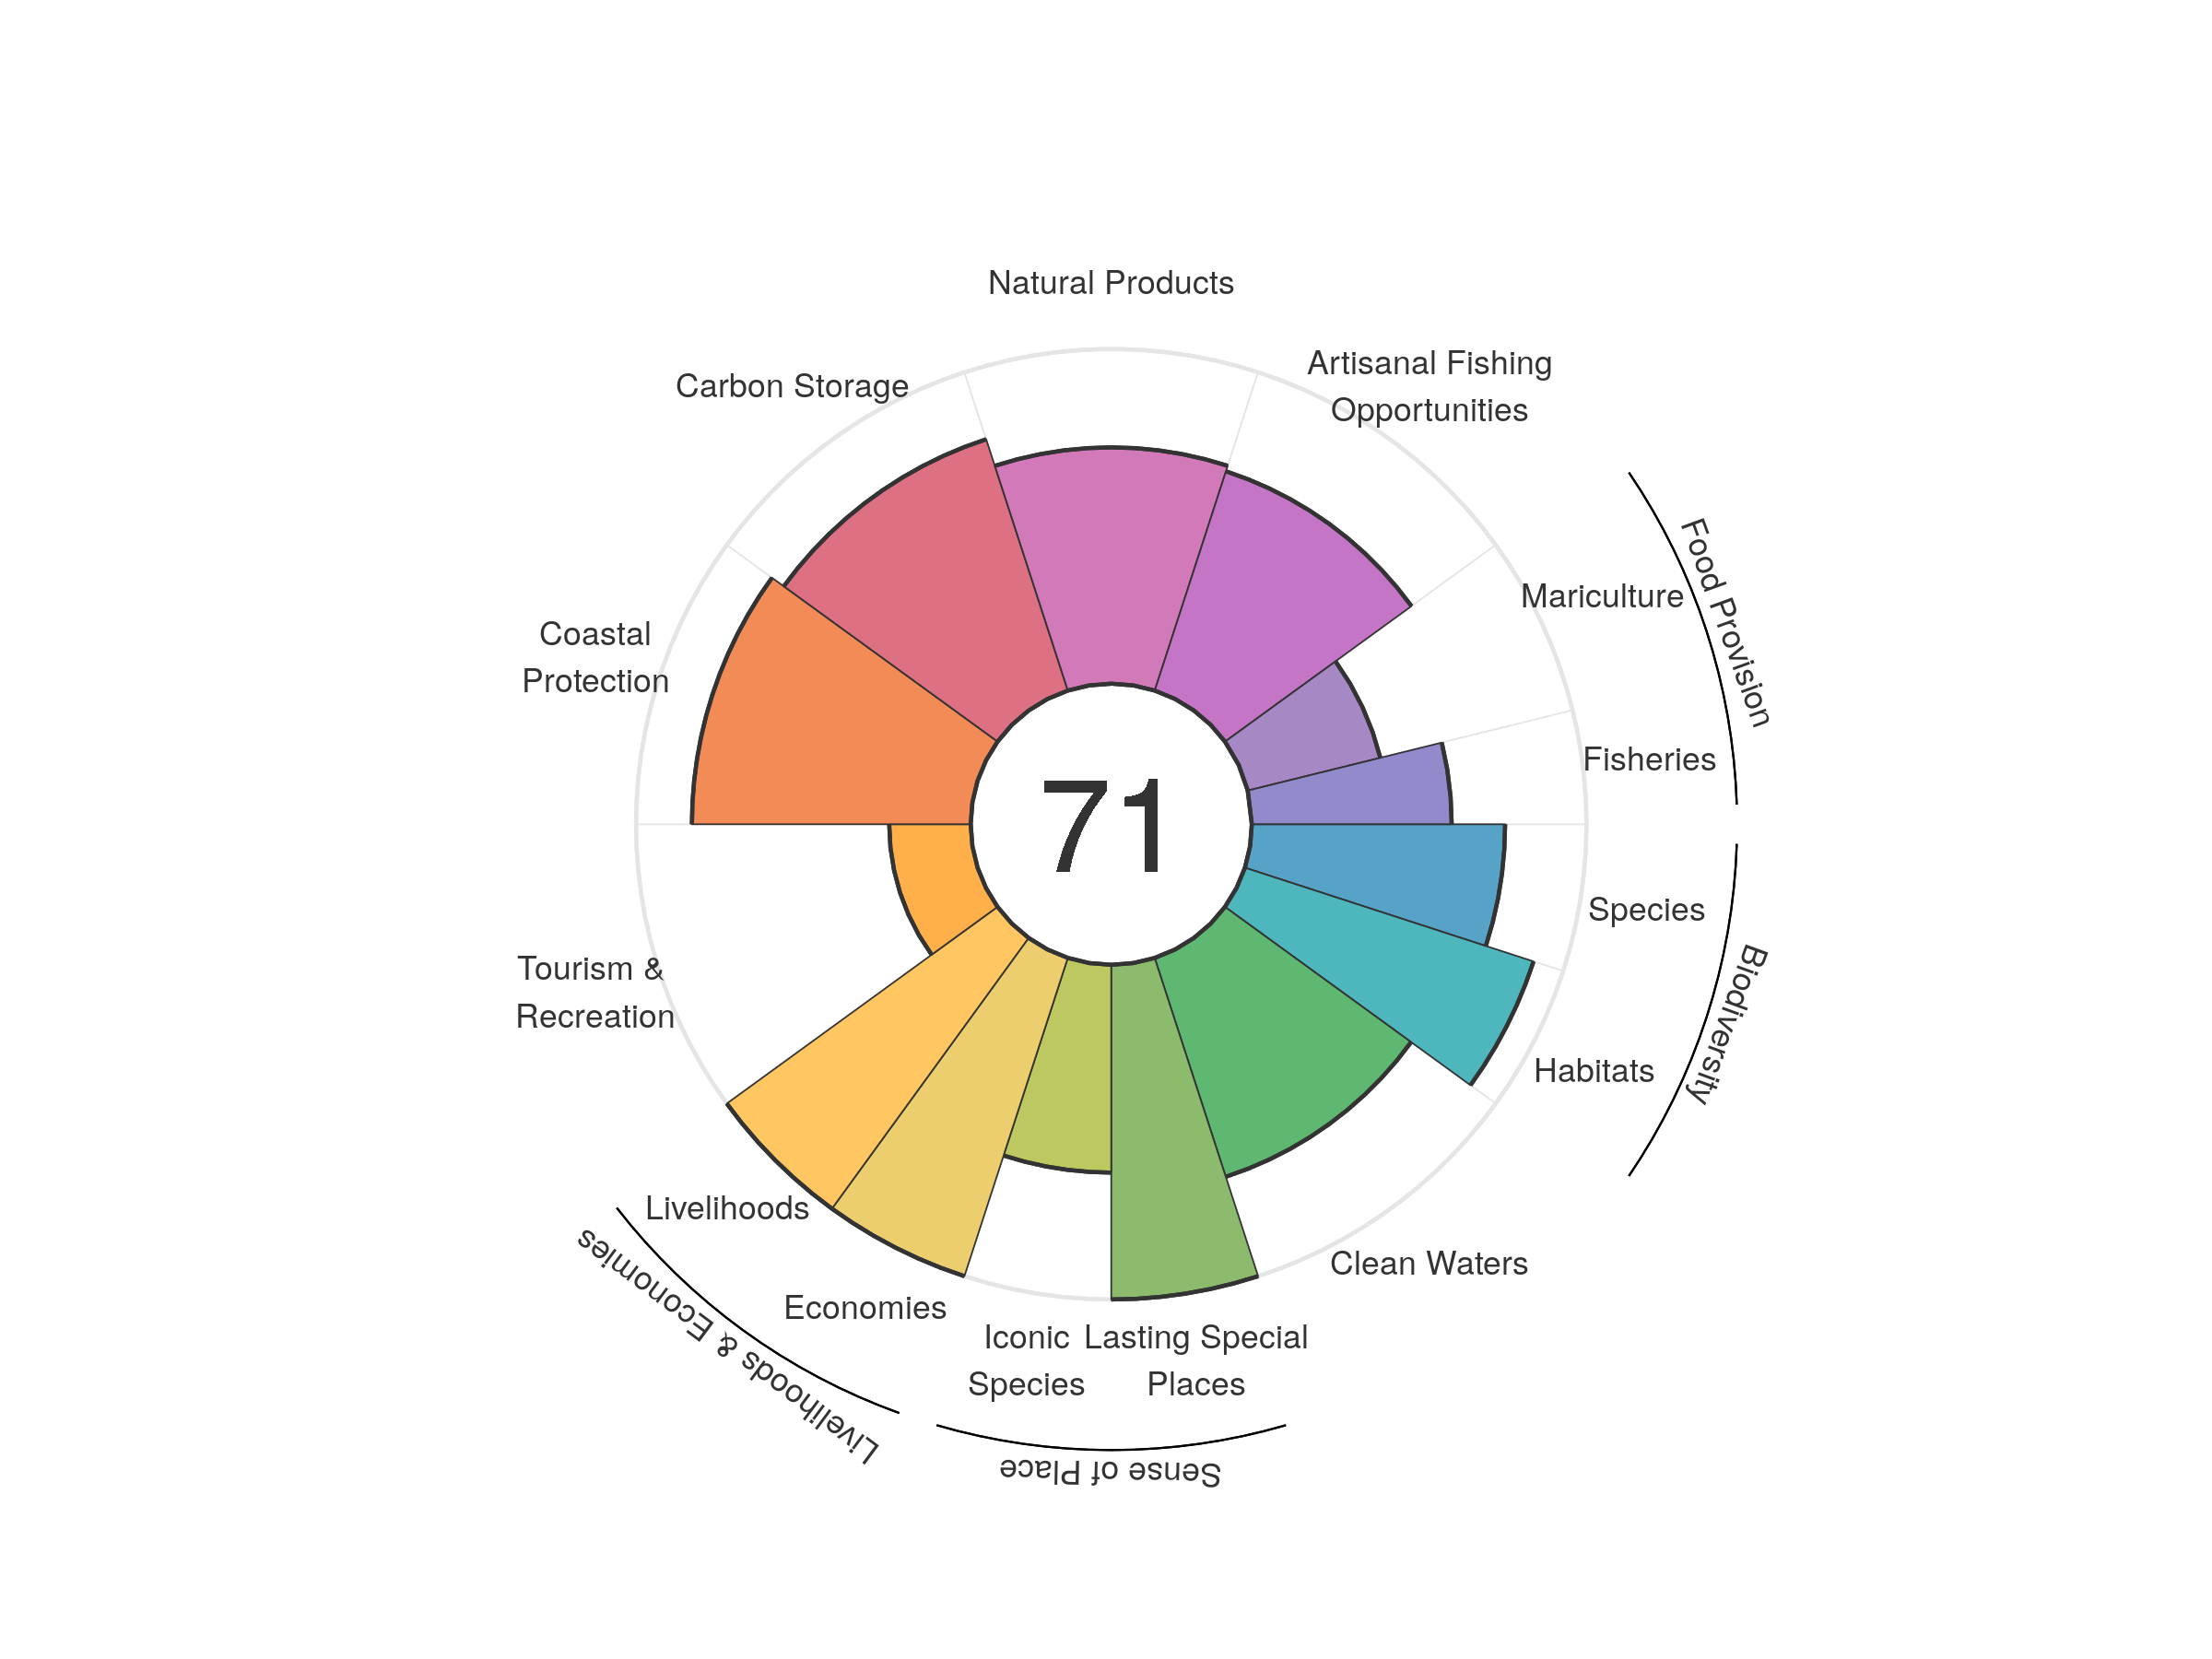 Natural Products
Carbon Storage
Artisanal Fishing
Opportunities
Mariculture
Food Provision
Coastal
Protection
Fisheries
71
Species
Biodiversity
Tourism &
Recreation
Habitats
Livelihoods
Clean Waters
Economies
Livelihoods & Economies
Iconic
Species
Lasting Special
Places
Sense of Place